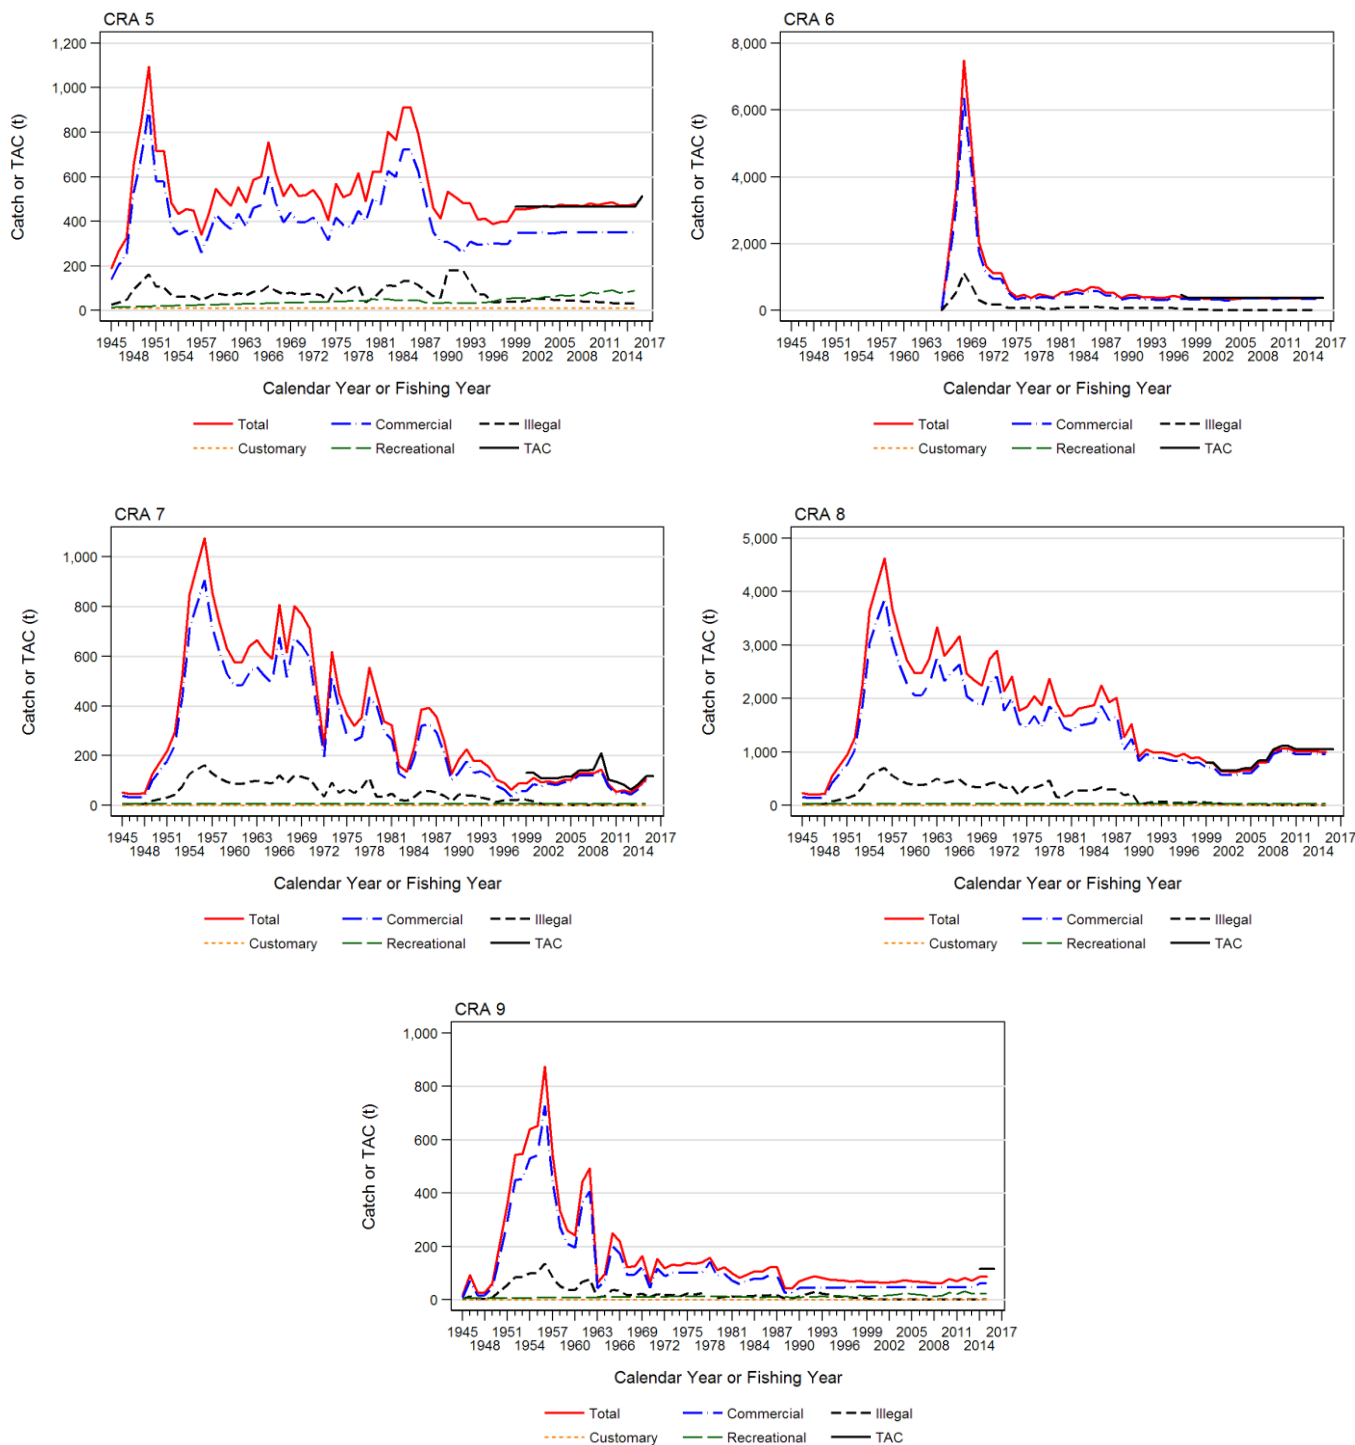 CRA 5
1,200
1,000
800
600
400
200
0
Catch or TAC (t)
1945 1951 1957 1963 1969 1975 1981 1987 1993 1999 2005 2011 2017
1948 1954 1960 1966 1972 1978 1984 1990 1996 2002 2008 2014
Calendar Year or Fishing Year
Total Commercial Illegal
Customary Recreational TAC
CRA 6
8,000
6,000
4,000
2,000
0
Catch or TAC (t)
1945 1951 1957 1963 1969 1975 1981 1987 1993 1999 2005 2011 2017
1948 1954 1960 1966 1972 1978 1984 1990 1996 2002 2008 2014
Calendar Year or Fishing Year
Total Commercial Illegal
Customary Recreational TAC
CRA 7
1,000
800
600
400
200
0
Catch or TAC (t)
1945 1951 1957 1963 1969 1975 1981 1987 1993 1999 2005 2011 2017
1948 1954 1960 1966 1972 1978 1984 1990 1996 2002 2008 2014
Calendar Year or Fishing Year
Total Commercial Illegal
Customary Recreational TAC
CRA 8
5,000
4,000
3,000
2,000
1,000
0
Catch or TAC (t)
1945 1951 1957 1963 1969 1975 1981 1987 1993 1999 2005 2011 2017
1948 1954 1960 1966 1972 1978 1984 1990 1996 2002 2008 2014
Calendar Year or Fishing Year
Total Commercial Illegal
Customary Recreational TAC
CRA 9
1,000
800
600
400
200
0
Catch or TAC (t)
1945 1951 1957 1963 1969 1975 1981 1987 1993 1999 2005 2011 2017
1948 1954 1960 1966 1972 1978 1984 1990 1996 2002 2008 2014
Calendar Year or Fishing Year
Total Commercial Illegal
Customary Recreational TAC